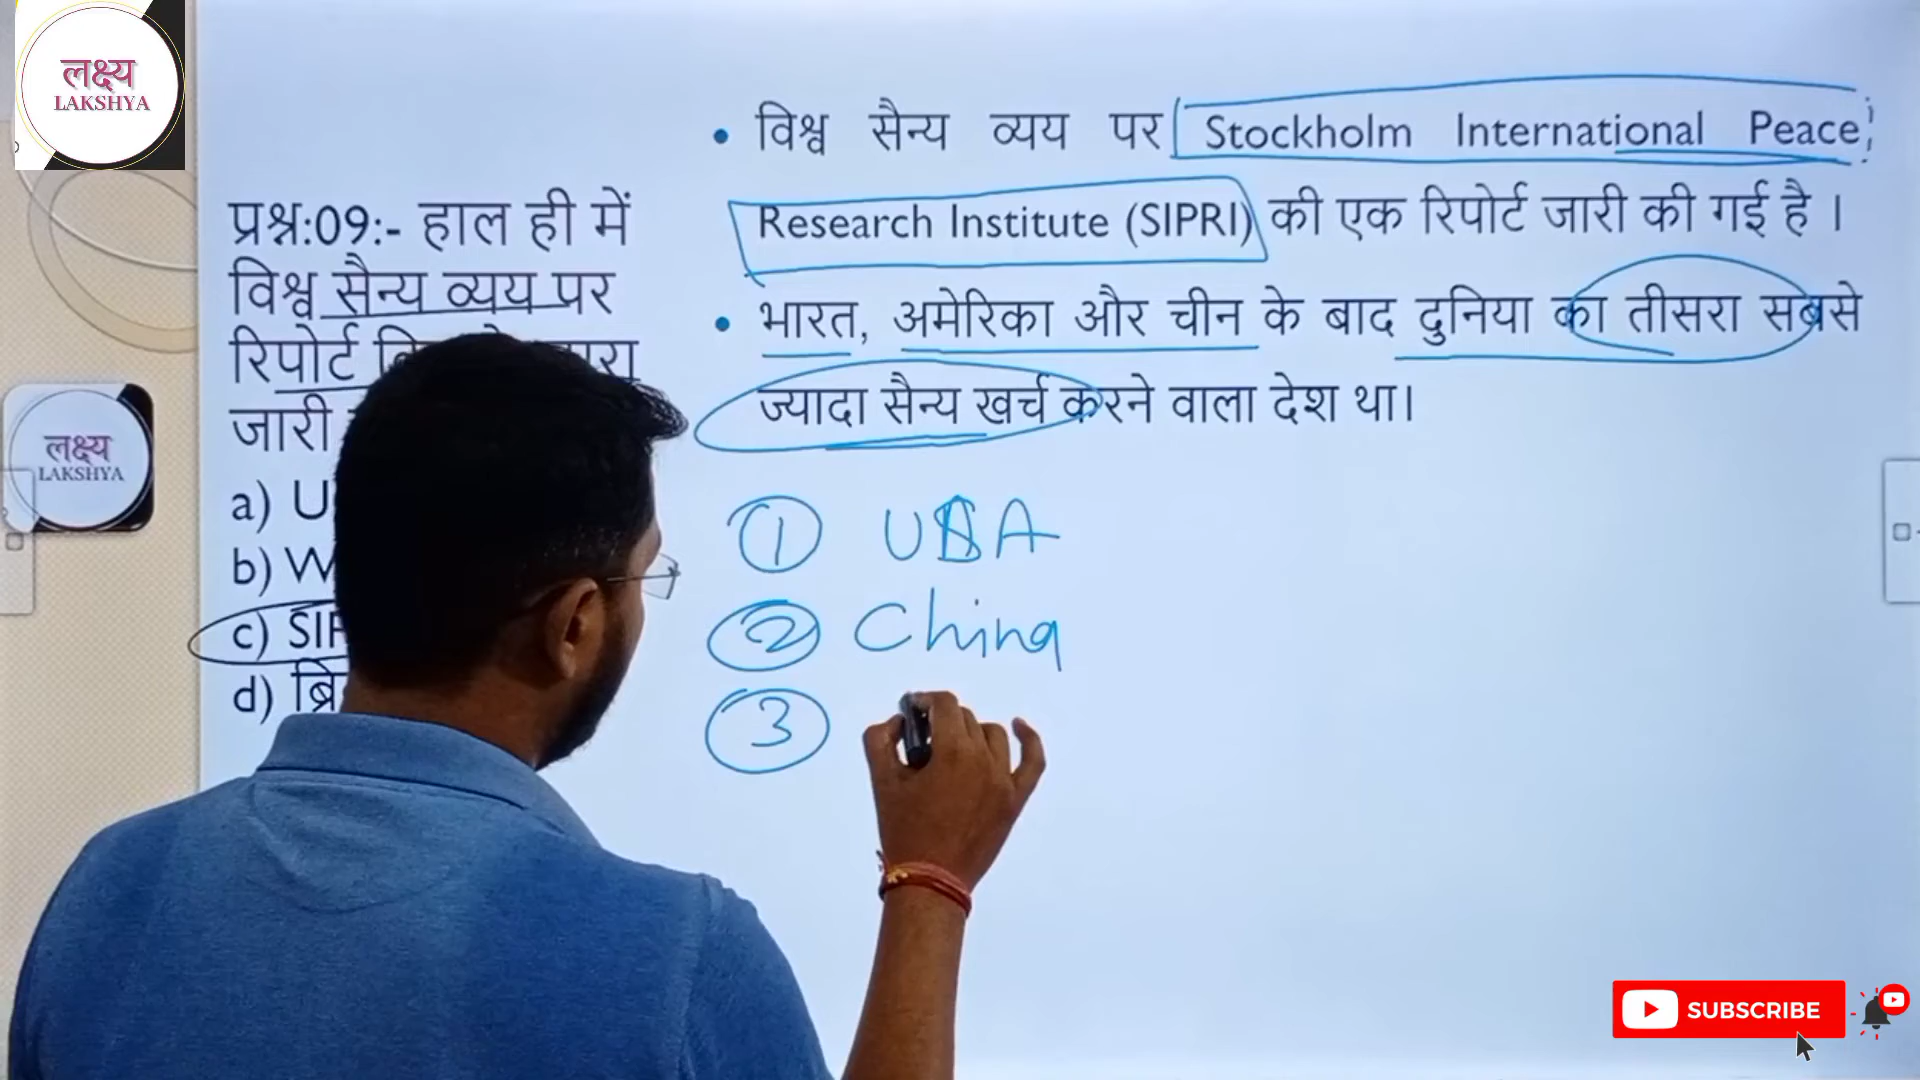 लक्ष्य
LAKSHYA
प्रश्न:09:- हाल ही में
विश्व सैन्य व्यय पर
रिपोर्ट
जारी
a) U
b) W
c) SIP
d) ब्रि
• विश्व सैन्य व्यय पर Stockholm International Peace
Research Institute (SIPRI) की एक रिपोर्ट जारी की गई है ।
• भारत, अमेरिका और चीन के बाद दुनिया का तीसरा सबसे
ज्यादा सैन्य खर्च करने वाला देश था।
1 USA
2 China
3
लक्ष्य
LAKSHYA
SUBSCRIBE